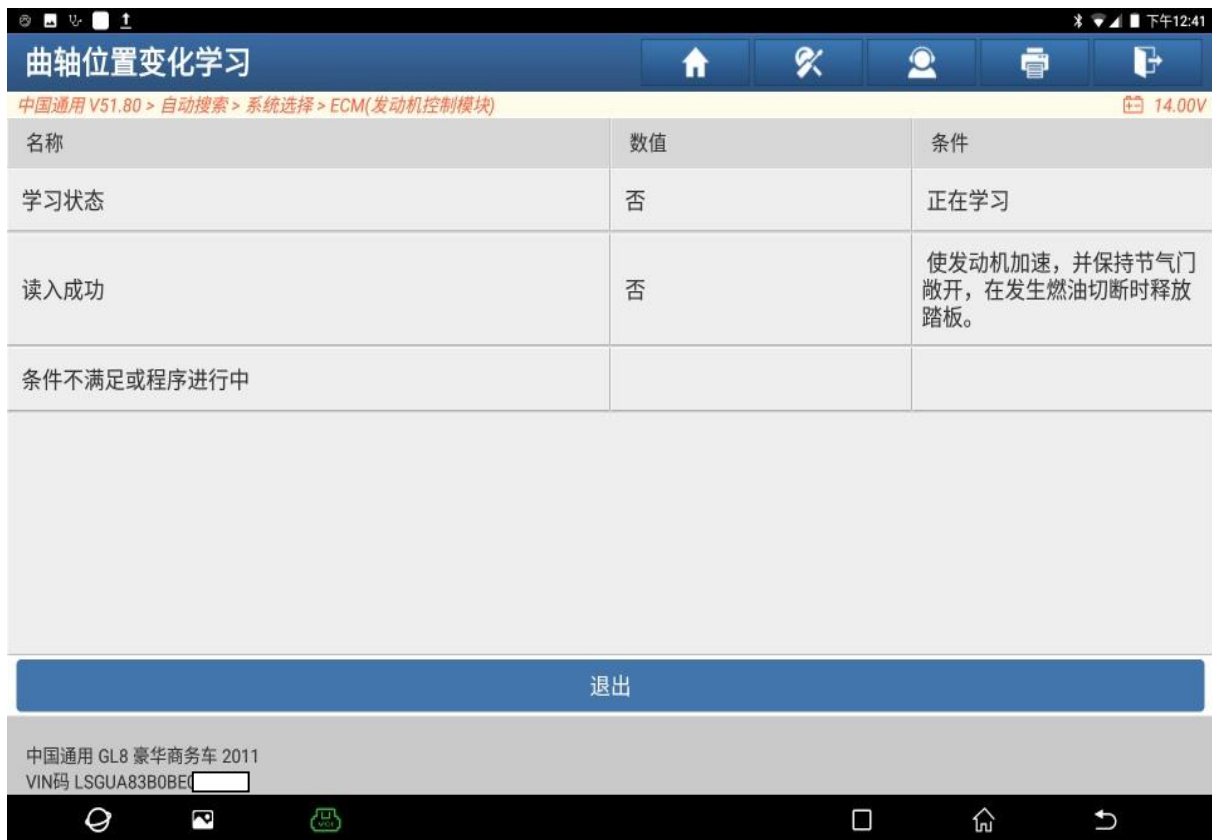 下午12:41
曲轴位置变化学习
中国通用 V51.80 > 自动搜索 > 系统选择 > ECM(发动机控制模块)
14.00V
名称 数值 条件
学习状态 否 正在学习
读入成功 否 使发动机加速，并保持节气门
敞开，在发生燃油切断时释放
踏板。
条件不满足或程序进行中
退出
中国通用 GL8 豪华商务车 2011
VIN码 LSGUA83B0BE0
VCI